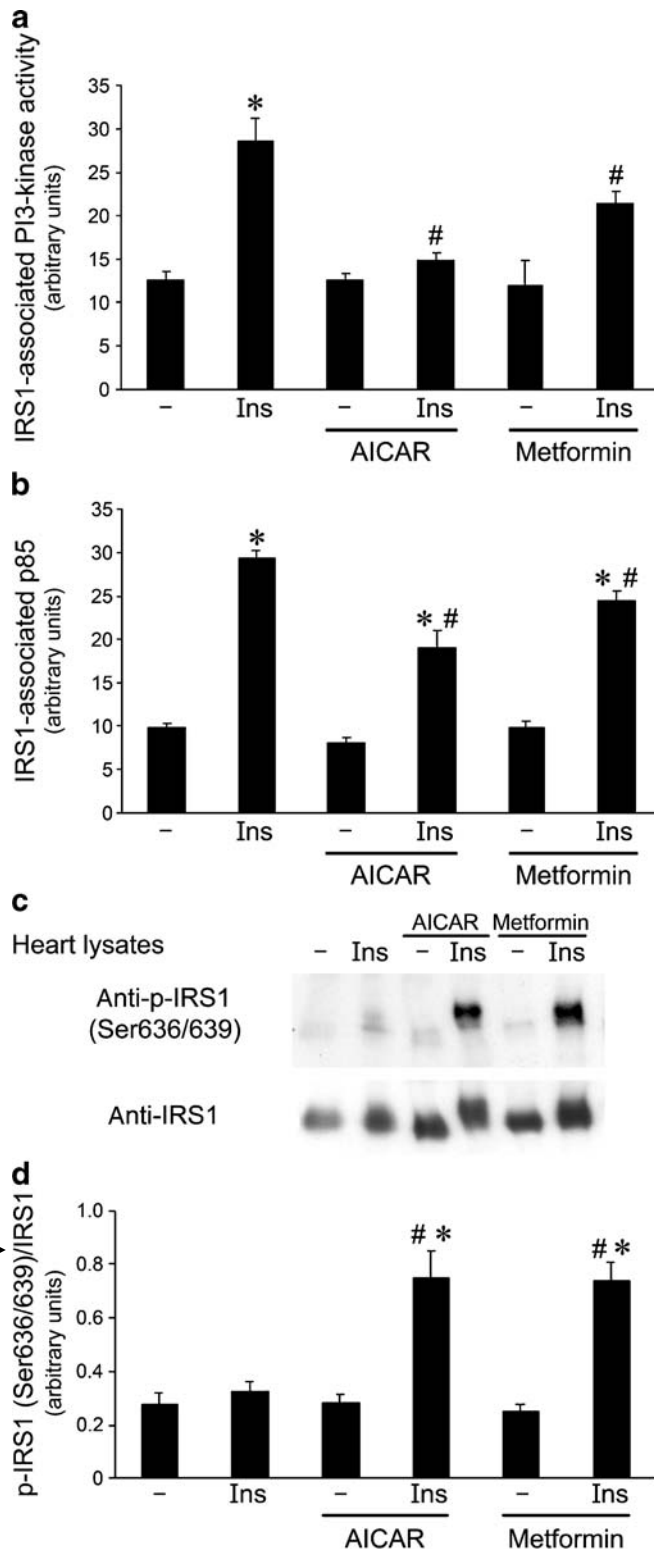 a
IRS1-associated PI3-kinase activity
(arbitrary units)
35
30
25
20
15
10
5
0
*
#
#
– Ins – Ins – Ins
AICAR Metformin
b
IRS1-associated p85
(arbitrary units)
35
30
25
20
15
10
5
0
*
* #
* #
– Ins – Ins – Ins
AICAR Metformin
c
AICAR Metformin
Heart lysates – Ins – Ins – Ins
Anti-p-IRS1
(Ser636/639)
Anti-IRS1
d
p-IRS1 (Ser636/639)/IRS1
(arbitrary units)
1.0
0.8
0.6
0.4
0.2
0
# *
# *
– Ins – Ins – Ins
AICAR Metformin